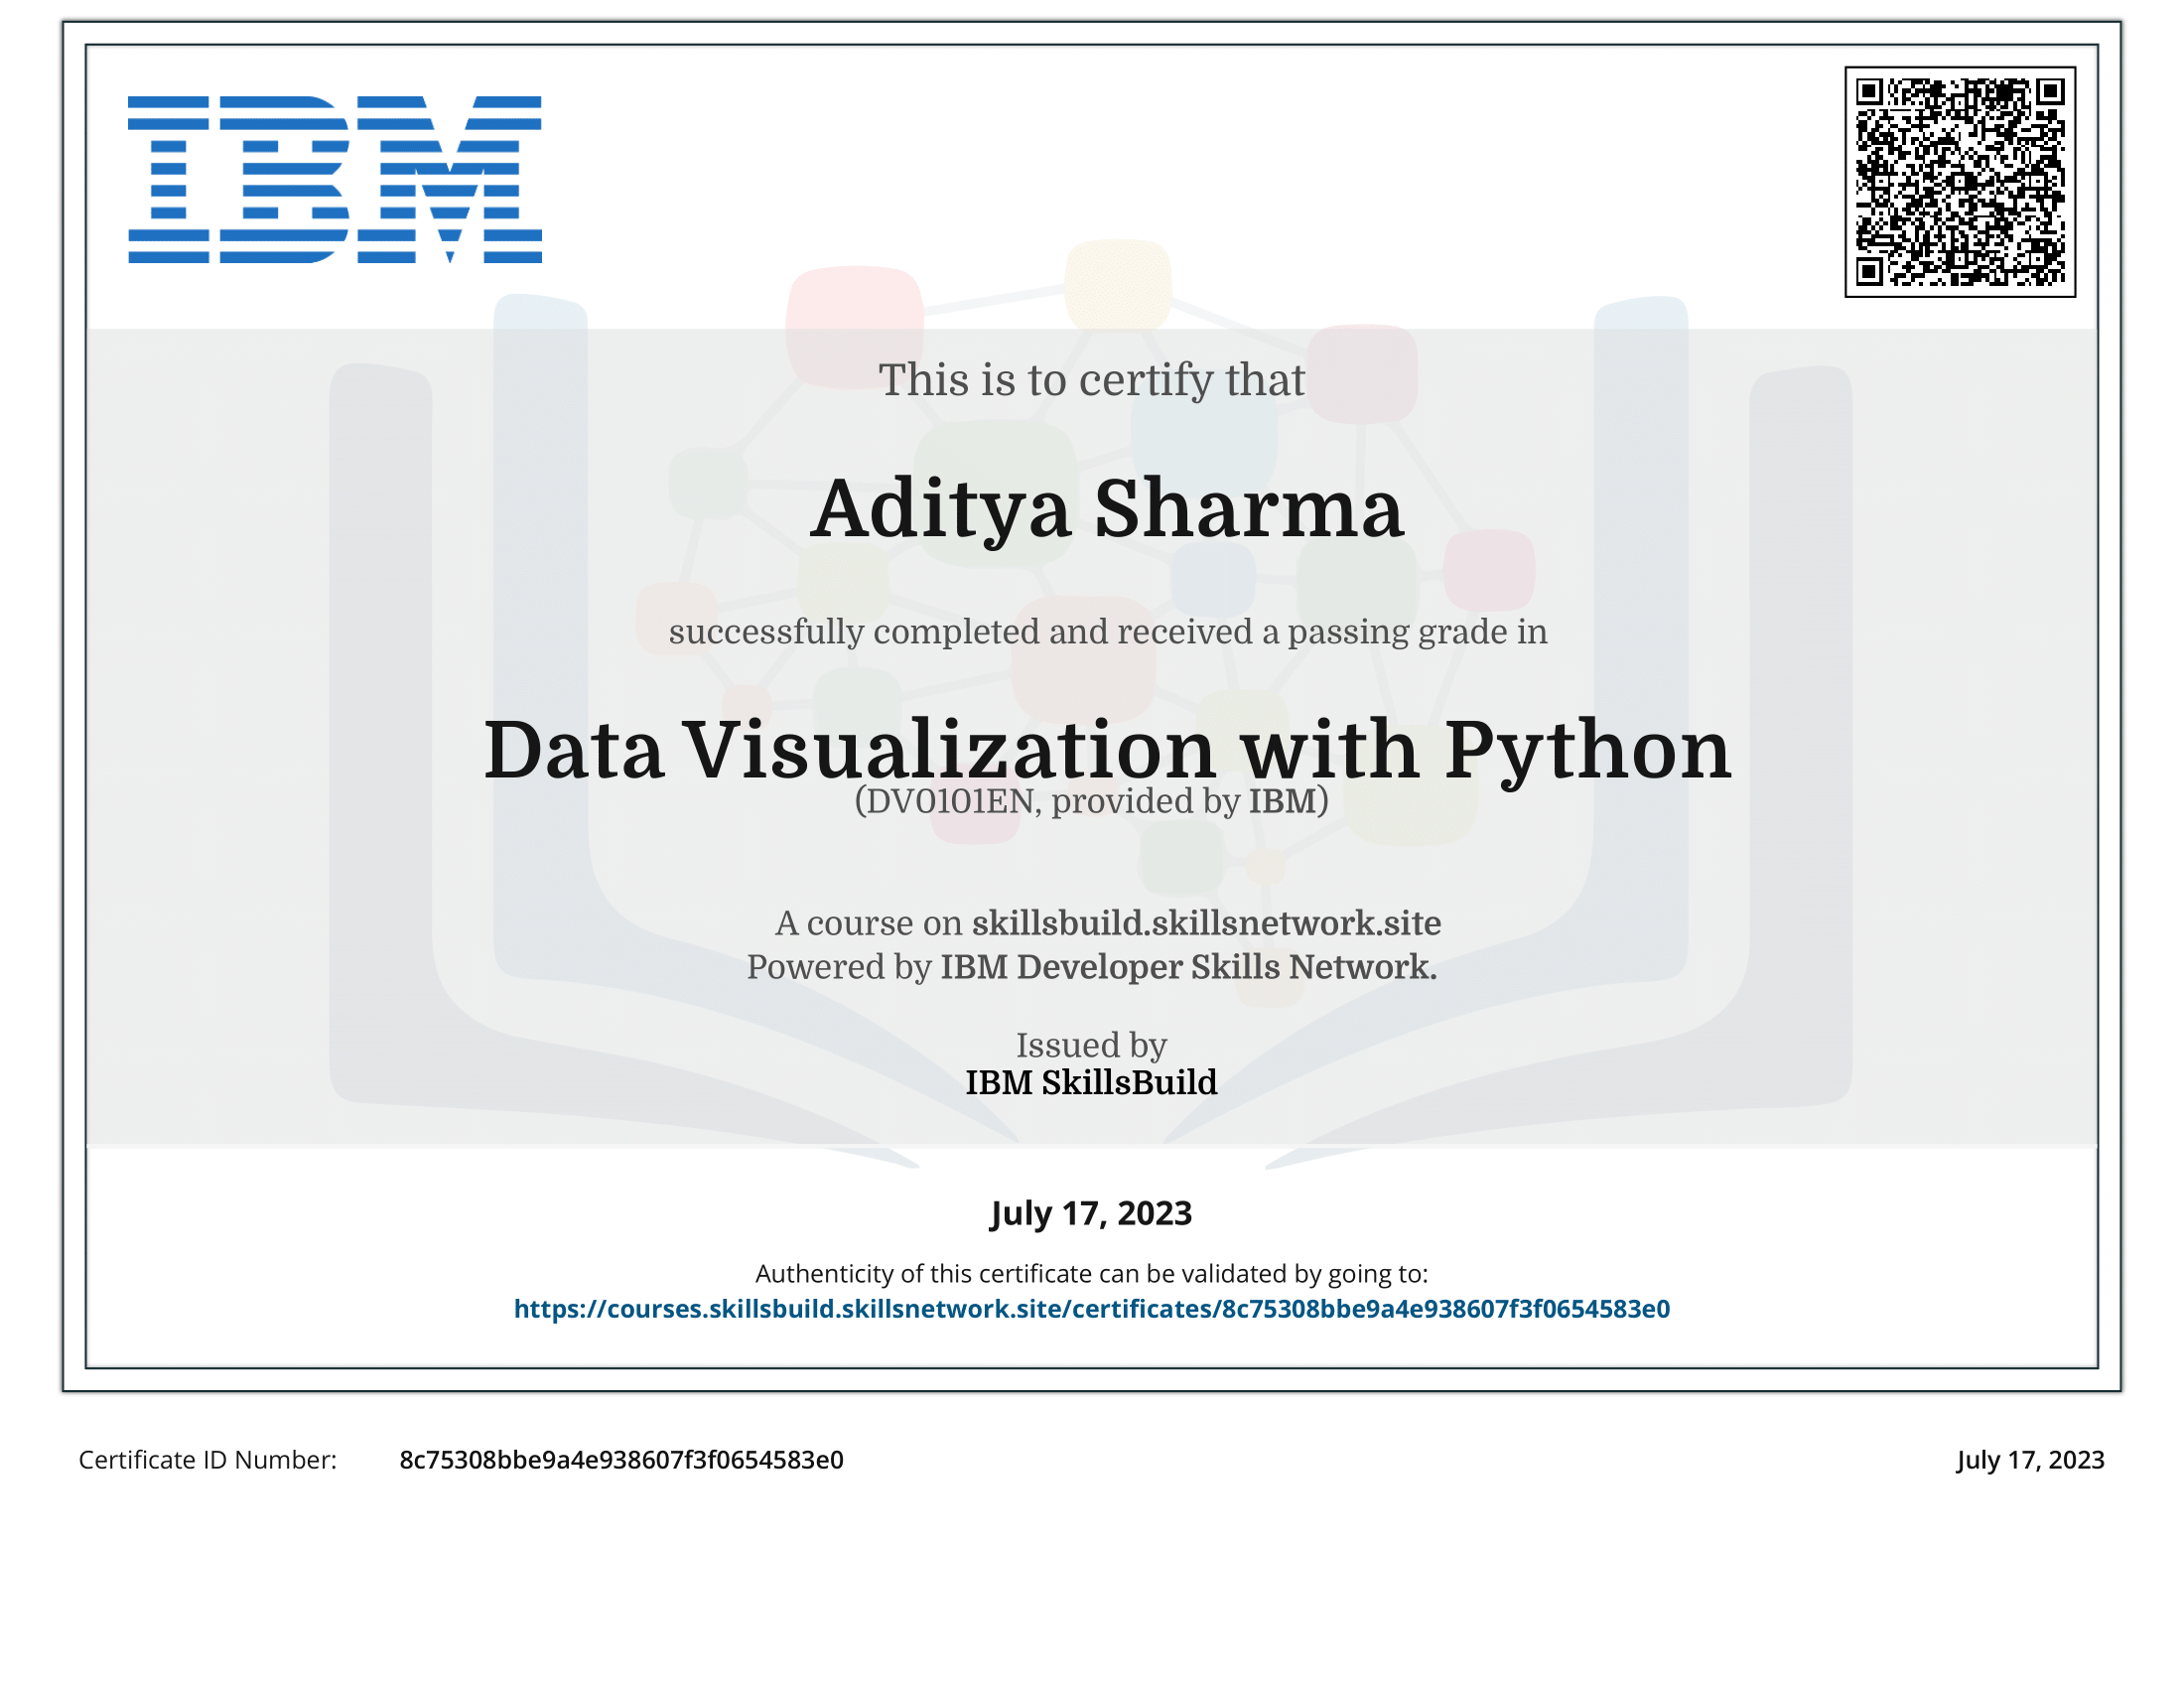 IBM
This is to certify that
Aditya Sharma
successfully completed and received a passing grade in
Data Visualization with Python
(DV0101EN, provided by IBM)
A course on skillsbuild.skillsnetwork.site
Powered by IBM Developer Skills Network.
Issued by
IBM SkillsBuild
July 17, 2023
Authenticity of this certificate can be validated by going to:
https://courses.skillsbuild.skillsnetwork.site/certificates/8c75308bbe9a4e938607f3f0654583e0
Certificate ID Number: 8c75308bbe9a4e938607f3f0654583e0 July 17, 2023